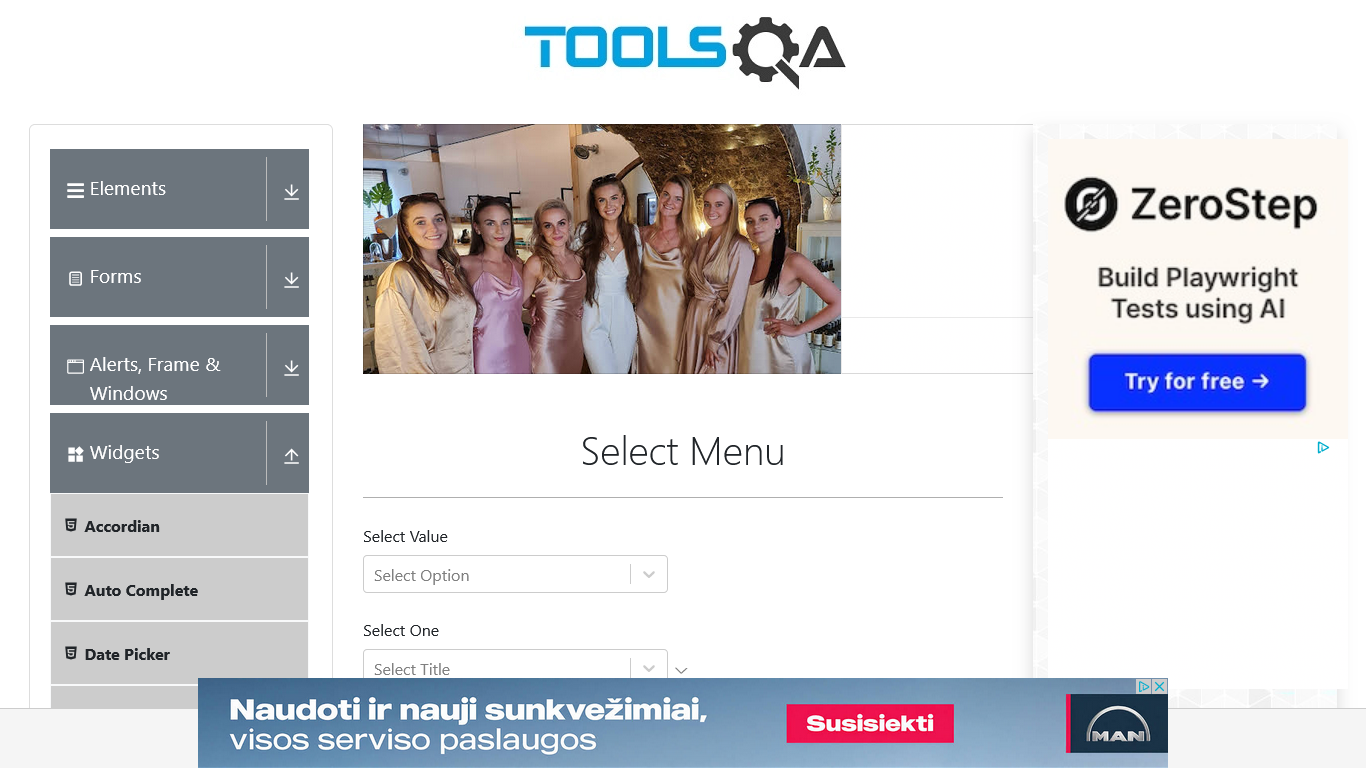 TOOLSQA
Elements
Forms
Alerts, Frame &
Windows
Widgets
Accordian
Auto Complete
Date Picker
Select Menu
Select Value
Select Option
Select One
Select Title
ZeroStep
Build Playwright
Tests using AI
Try for free →
Naudoti ir nauji sunkvežimiai,
visos serviso paslaugos
Susisiekti
MAN